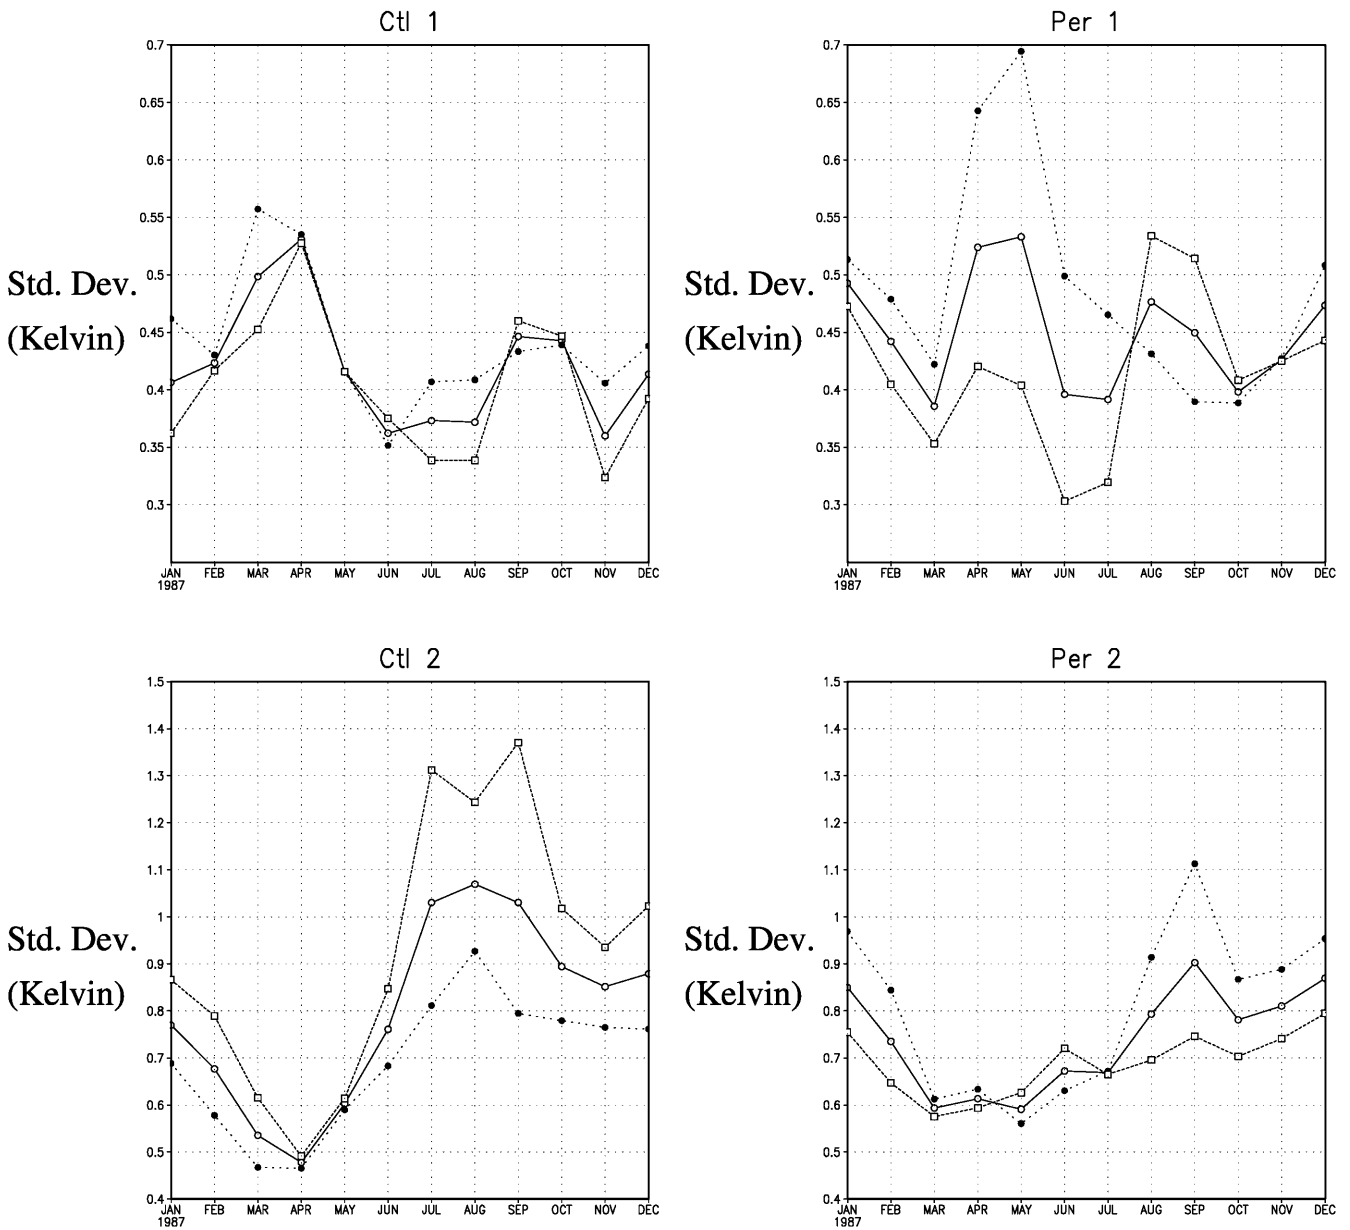 Ctl 1
0.7
0.65
0.6
0.55
0.5
0.45
0.4
0.35
0.3
Std. Dev.
(Kelvin)
JAN FEB MAR APR MAY JUN JUL AUG SEP OCT NOV DEC
1987
Per 1
0.7
0.65
0.6
0.55
0.5
0.45
0.4
0.35
0.3
Std. Dev.
(Kelvin)
JAN FEB MAR APR MAY JUN JUL AUG SEP OCT NOV DEC
1987
Ctl 2
1.5
1.4
1.3
1.2
1.1
1
0.9
0.8
0.7
0.6
0.5
0.4
Std. Dev.
(Kelvin)
JAN FEB MAR APR MAY JUN JUL AUG SEP OCT NOV DEC
1987
Per 2
1.5
1.4
1.3
1.2
1.1
1
0.9
0.8
0.7
0.6
0.5
0.4
Std. Dev.
(Kelvin)
JAN FEB MAR APR MAY JUN JUL AUG SEP OCT NOV DEC
1987